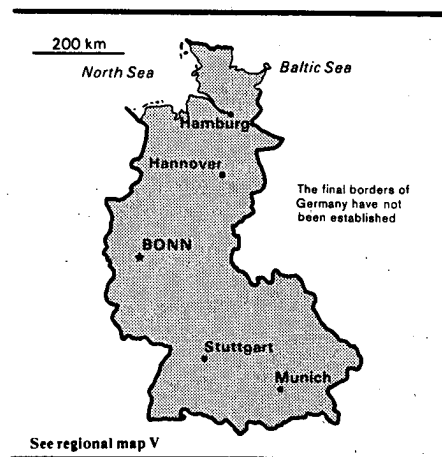 200 km
North Sea
Baltic Sea
Hamburg
Hannover
The final borders of
Germany have not
been established
BONN
Stuttgart
Munich
See regional map V